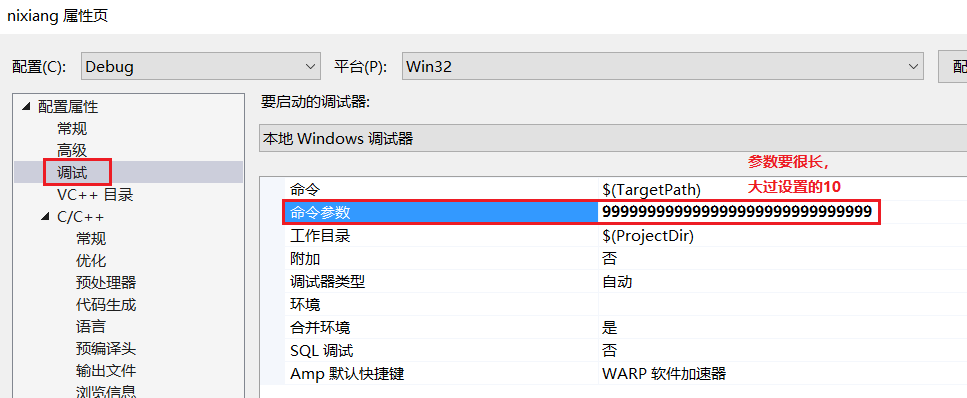 nixiang 属性页
配置(C):
Debug
平台(P):
Win32
配
配置属性
常规
高级
调试
VC++ 目录
C/C++
常规
优化
预处理器
代码生成
语言
预编译头
输出文件
浏览信息
要启动的调试器:
本地 Windows 调试器
参数要很长，
大过设置的10
命令 $(TargetPath)
命令参数 999999999999999999999999999999
工作目录 $(ProjectDir)
附加 否
调试器类型 自动
环境
合并环境 是
SQL 调试 否
Amp 默认快捷键 WARP 软件加速器